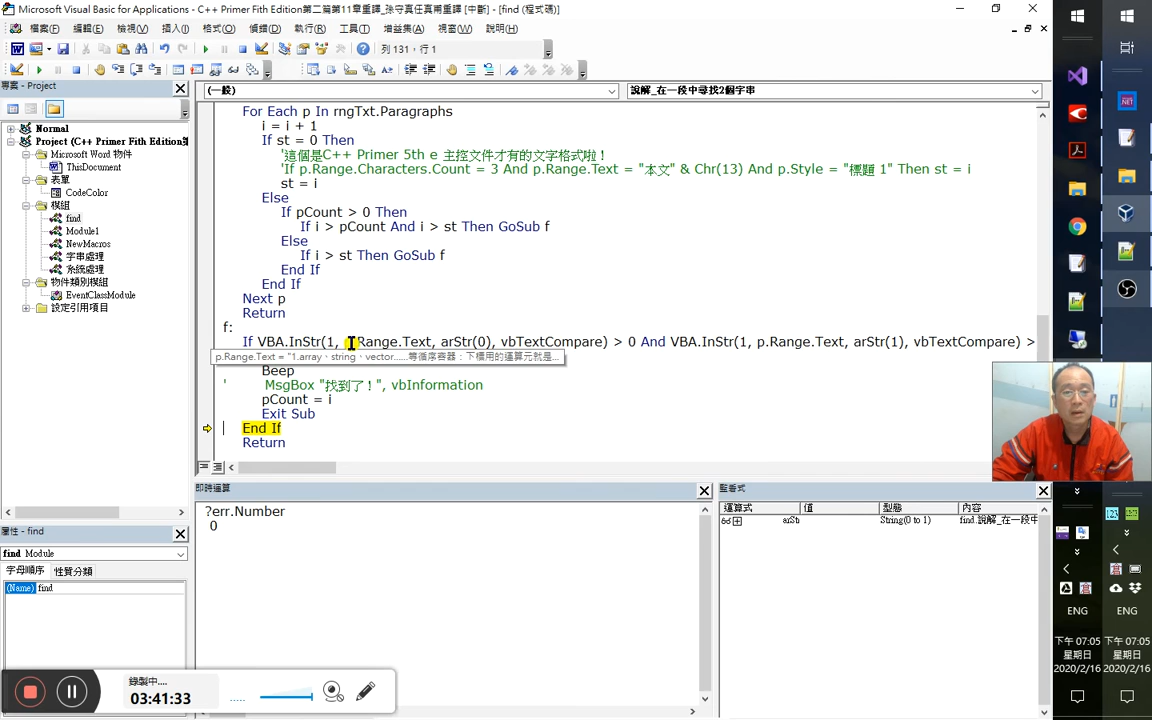 Microsoft Visual Basic for Applications - C++ Primer Fith Edition第二篇第11章重譯_孫守真任真甫重譯 [中斷] - [find (程式碼)]
檔案(F) 編輯(E) 檢視(V) 插入(I) 格式(O) 偵錯(D) 執行(R) 工具(T) 增益集(A) 視窗(W) 說明(H)
列 131，行 1
專案 - Project
(一般)
說解_在一段中尋找2個字串
Normal
Project (C++ Primer Fith Edition第
Microsoft Word 物件
ThisDocument
表單
CodeColor
模組
find
Module1
NewMacros
字串處理
系統處理
物件類別模組
EventClassModule
設定引用項目
For Each p In rngTxt.Paragraphs
i = i + 1
If st = 0 Then
'這個是C++ Primer 5th e 主控文件才有的文字格式啦！
'If p.Range.Characters.Count = 3 And p.Range.Text = "本文" & Chr(13) And p.Style = "標題 1" Then st = i
st = i
Else
If pCount > 0 Then
If i > pCount And i > st Then GoSub f
Else
If i > st Then GoSub f
End If
End If
Next p
Return
f:
If VBA.InStr(1, p.Range.Text, arStr(0), vbTextCompare) > 0 And VBA.InStr(1, p.Range.Text, arStr(1), vbTextCompare) >
p.Range.Text = "1.array、string、vector……等循序容器：下標用的運算元就是...
Beep
' MsgBox "找到了！", vbInformation
pCount = i
Exit Sub
End If
Return
屬性 - find
find Module
字母順序 性質分類
(Name) find
即時運算
?err.Number
0
監看式
運算式 值 型態 內容
arStr String(0 to 1) find.說解_在一段中
錄製中....
03:41:33
ENG
下午 07:05
星期日
2020/2/16
ENG
下午 07:05
星期日
2020/2/16